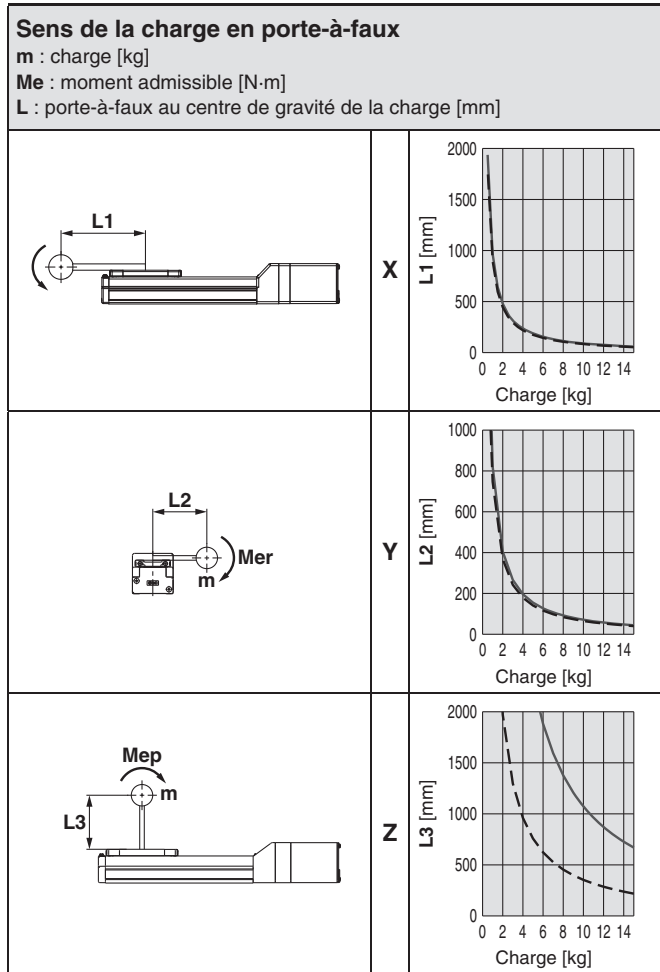 Sens de la charge en porte-à-faux
m : charge [kg]
Me : moment admissible [N·m]
L : porte-à-faux au centre de gravité de la charge [mm]
L1
X
L1 [mm]
2000
1500
1000
500
0
0 2 4 6 8 10 12 14
Charge [kg]
L2
Mer
m
Y
L2 [mm]
1000
800
600
400
200
0
0 2 4 6 8 10 12 14
Charge [kg]
Mep
m
L3
Z
L3 [mm]
2000
1500
1000
500
0
0 2 4 6 8 10 12 14
Charge [kg]